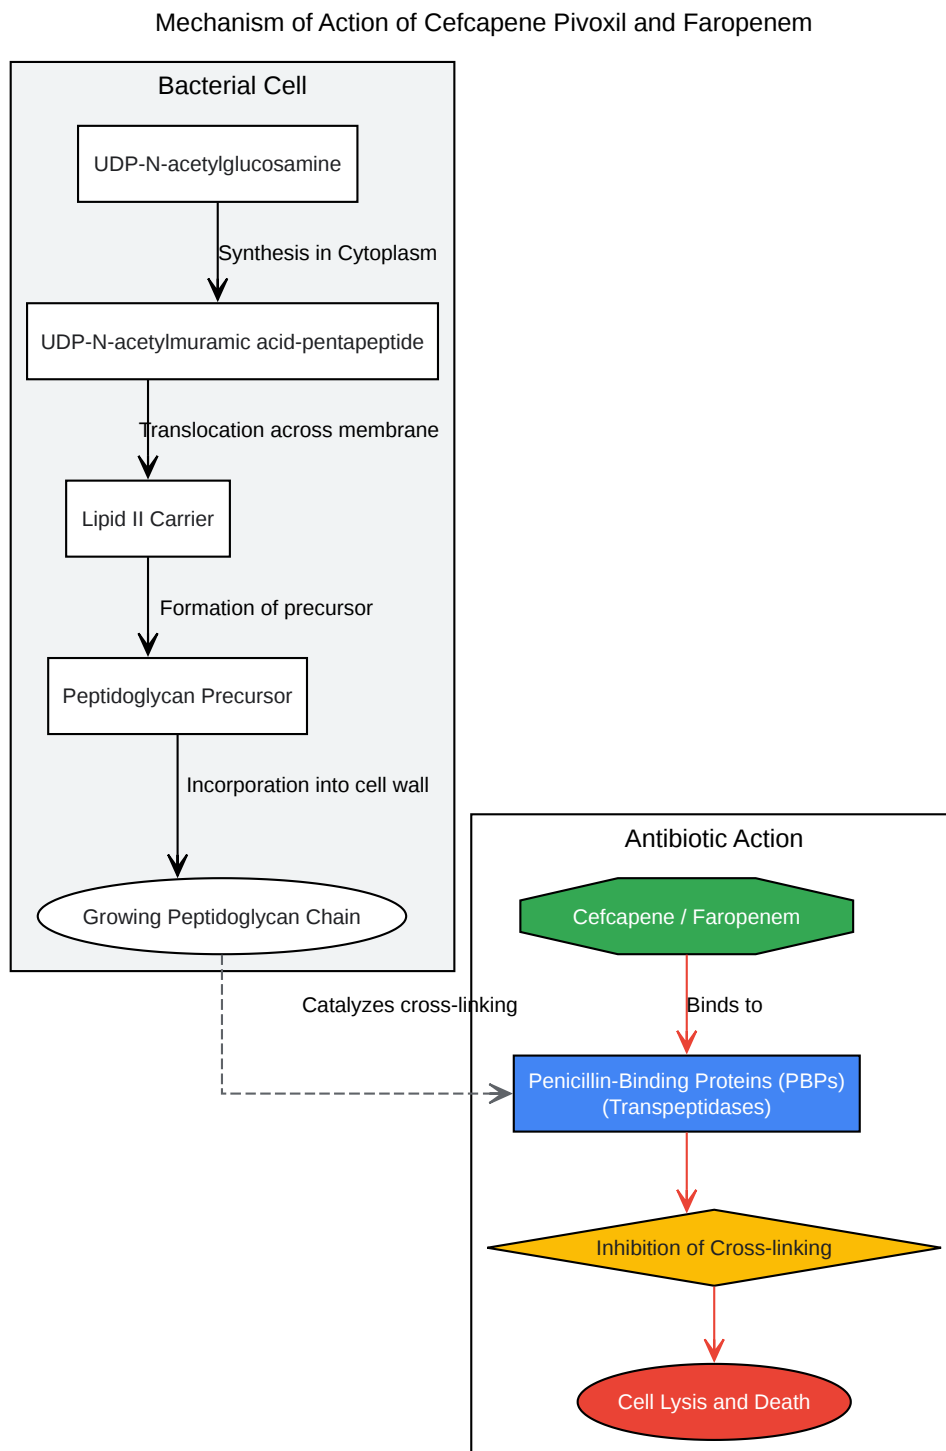 Mechanism of Action of Cefcapene Pivoxil and Faropenem
Bacterial Cell
UDP-N-acetylglucosamine
Synthesis in Cytoplasm
UDP-N-acetylmuramic acid-pentapeptide
Translocation across membrane
Lipid II Carrier
Formation of precursor
Peptidoglycan Precursor
Incorporation into cell wall
Growing Peptidoglycan Chain
Catalyzes cross-linking
Antibiotic Action
Cefcapene / Faropenem
Binds to
Penicillin-Binding Proteins (PBPs)
(Transpeptidases)
Inhibition of Cross-linking
Cell Lysis and Death